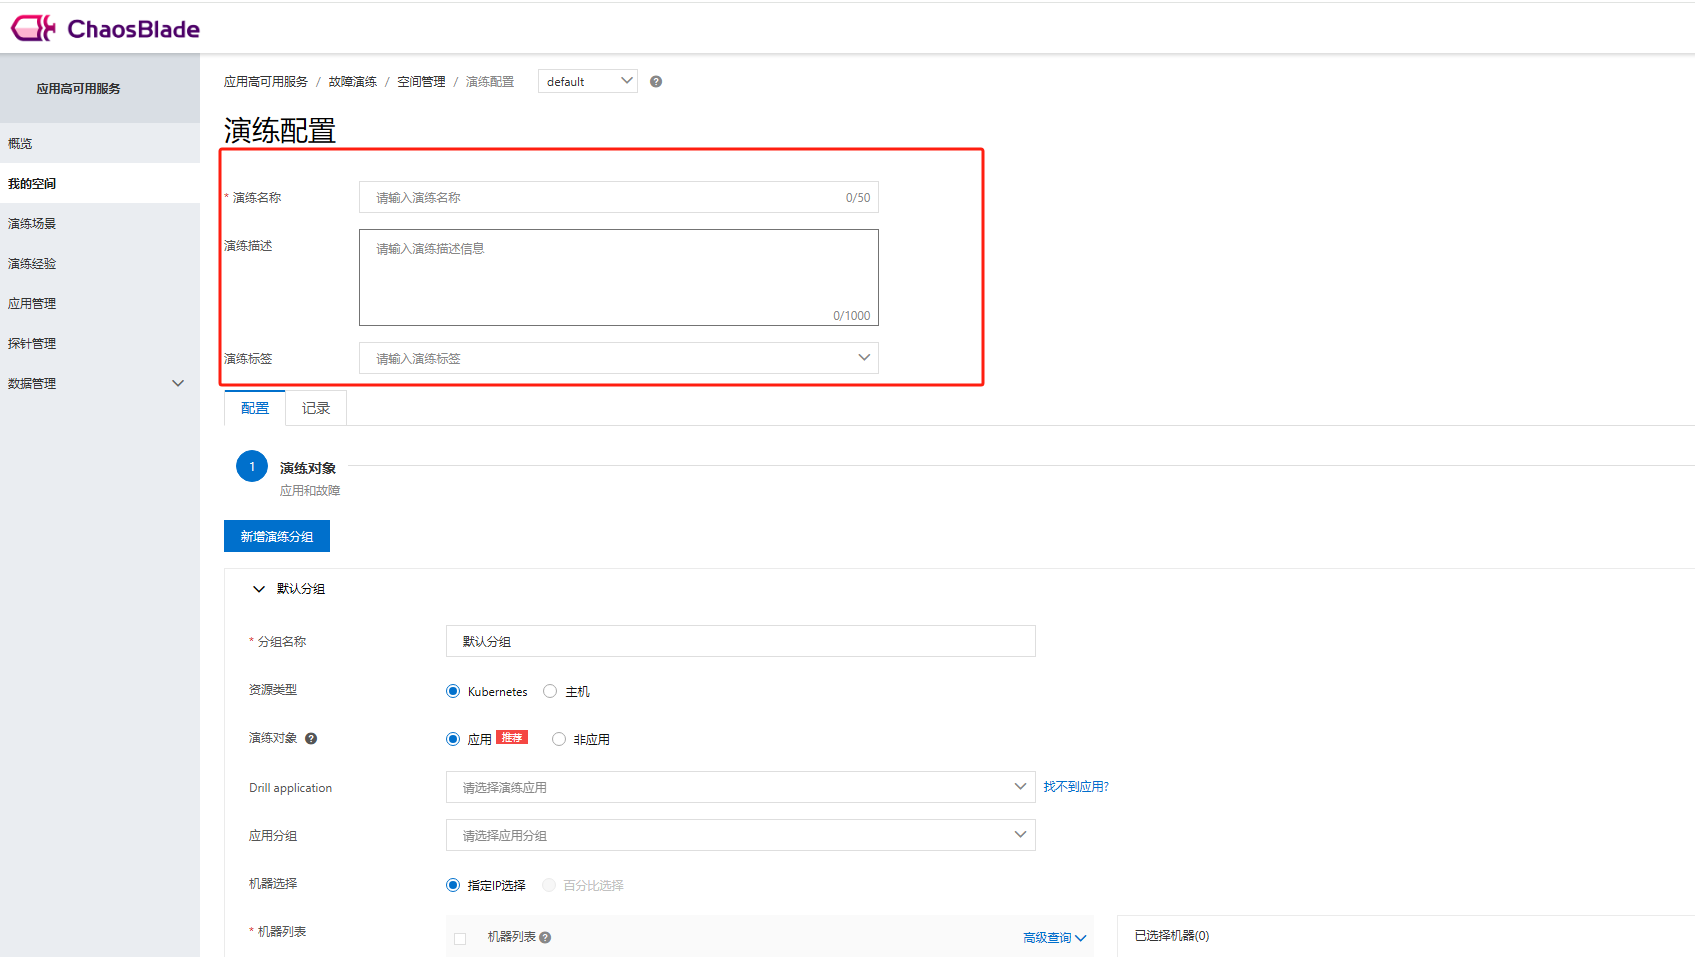 ChaosBlade
应用高可用服务
概览
我的空间
演练场景
演练经验
应用管理
探针管理
数据管理
应用高可用服务 / 故障演练 / 空间管理 / 演练配置 default ?
演练配置
* 演练名称 请输入演练名称 0/50
演练描述 请输入演练描述信息
0/1000
演练标签 请输入演练标签
配置 记录
1 演练对象
应用和故障
新增演练分组
默认分组
* 分组名称 默认分组
资源类型 Kubernetes 主机
演练对象 ? 应用 推荐 非应用
Drill application 请选择演练应用 找不到应用?
应用分组 请选择应用分组
机器选择 指定IP选择 百分比选择
* 机器列表 机器列表 ? 高级查询 已选择机器(0)